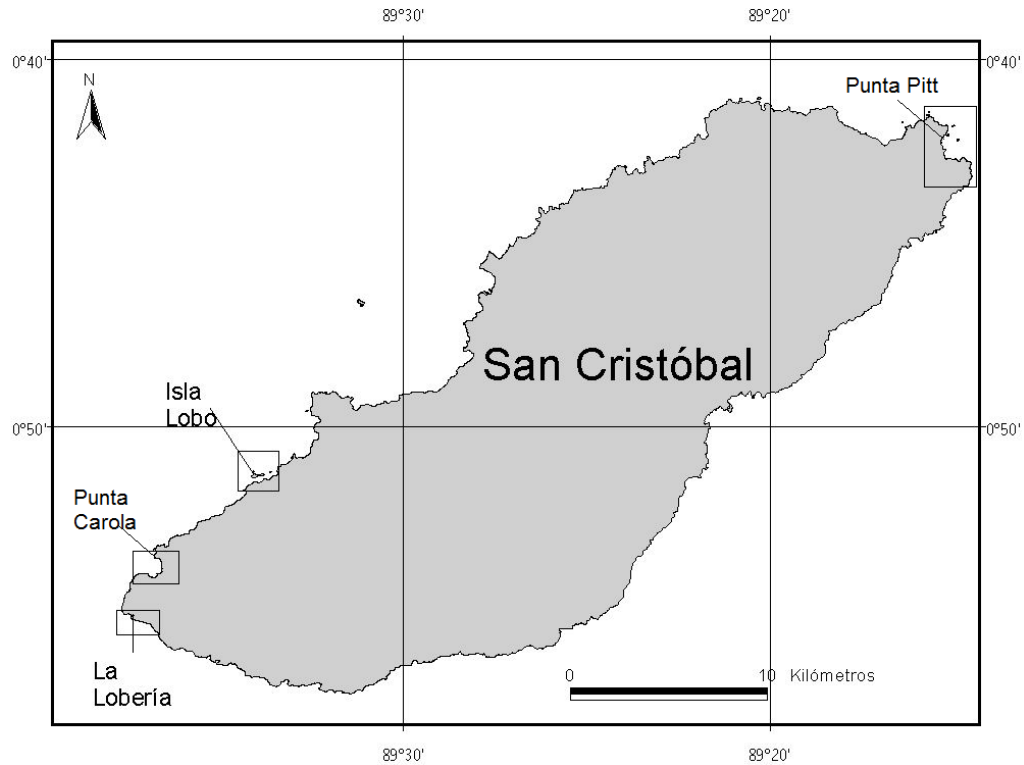 89°30' 89°20'
0°40' 0°40'
N
Punta Pitt
San Cristóbal
Isla
Lobo
0°50' 0°50'
Punta
Carola
La
Lobería
0 10 Kilómetros
89°30' 89°20'